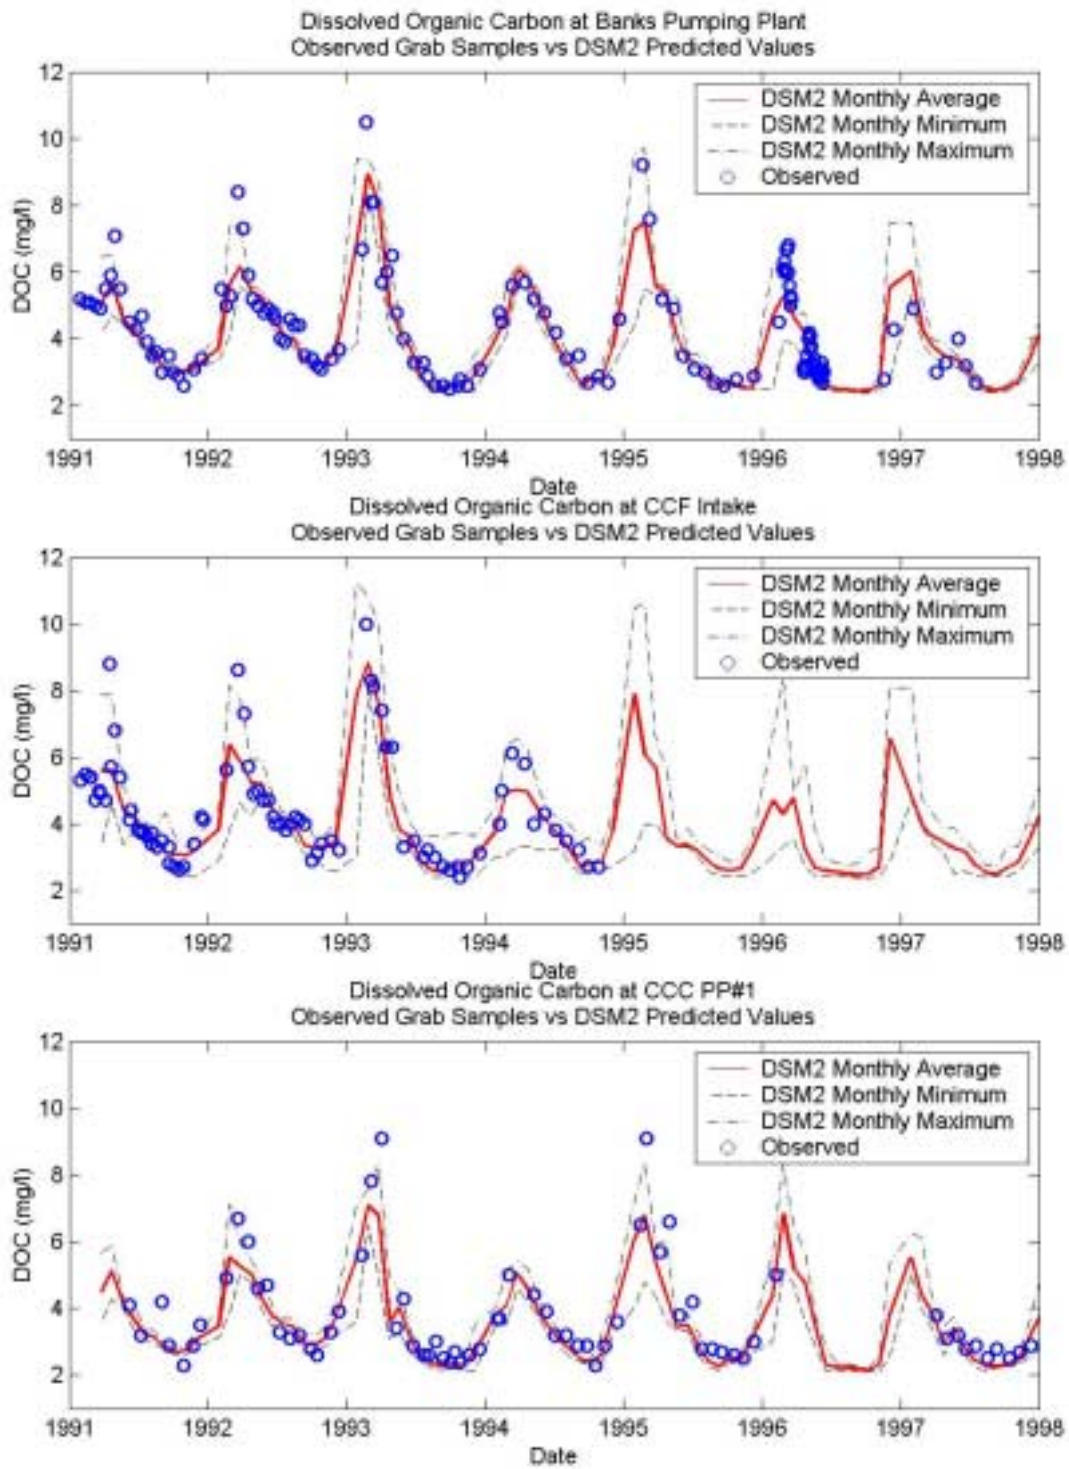 Dissolved Organic Carbon at Banks Pumping Plant
Observed Grab Samples vs DSM2 Predicted Values
12
10
8
6
4
2
DOC (mg/l)
DSM2 Monthly Average
DSM2 Monthly Minimum
DSM2 Monthly Maximum
Observed
1991 1992 1993 1994 1995 1996 1997 1998
Date
Dissolved Organic Carbon at CCF Intake
Observed Grab Samples vs DSM2 Predicted Values
12
10
8
6
4
2
DOC (mg/l)
DSM2 Monthly Average
DSM2 Monthly Minimum
DSM2 Monthly Maximum
Observed
1991 1992 1993 1994 1995 1996 1997 1998
Date
Dissolved Organic Carbon at CCC PP#1
Observed Grab Samples vs DSM2 Predicted Values
12
10
8
6
4
2
DOC (mg/l)
DSM2 Monthly Average
DSM2 Monthly Minimum
DSM2 Monthly Maximum
Observed
1991 1992 1993 1994 1995 1996 1997 1998
Date